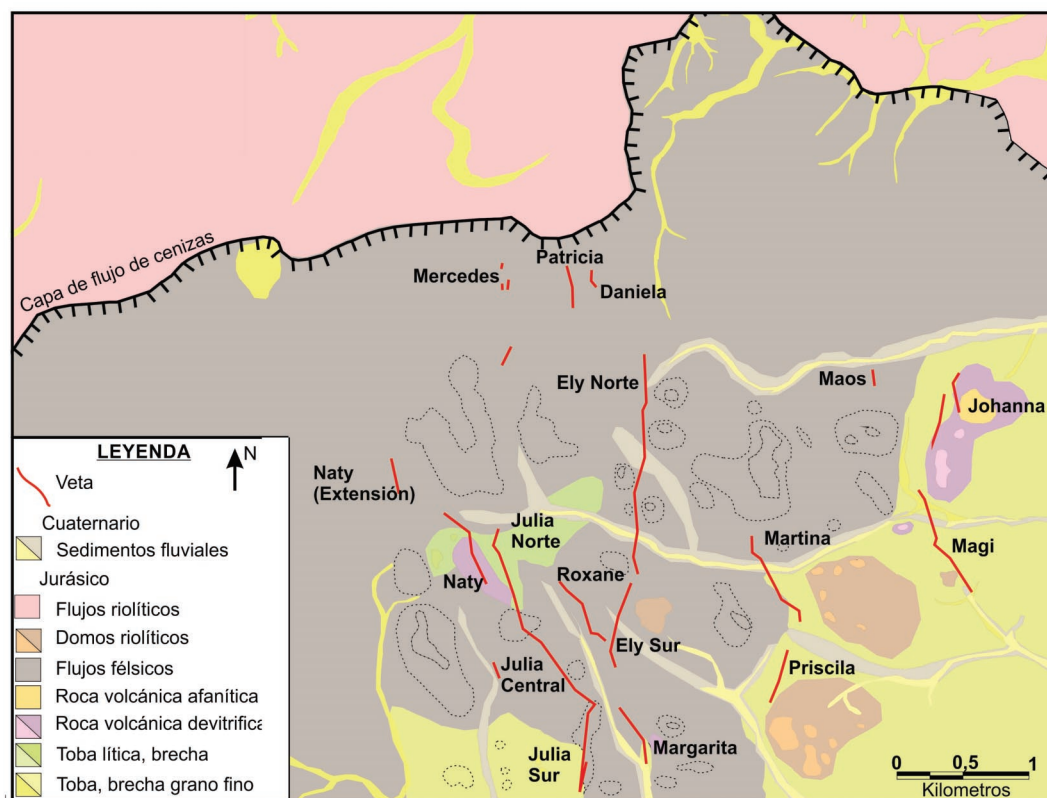 Capa de flujo de cenizas
Patricia
Mercedes
Daniela
Ely Norte
Maos
Johanna
Naty
(Extensión)
Julia
Norte
Martina
Magi
Naty
Roxane
Ely Sur
Julia
Central
Priscila
Julia
Sur
Margarita
LEYENDA
N
Veta
Cuaternario
Sedimentos fluviales
Jurásico
Flujos riolíticos
Domos riolíticos
Flujos félsicos
Roca volcánica afanítica
Roca volcánica devitrifica
Toba lítica, brecha
Toba, brecha grano fino
0 0,5 1
Kilometros